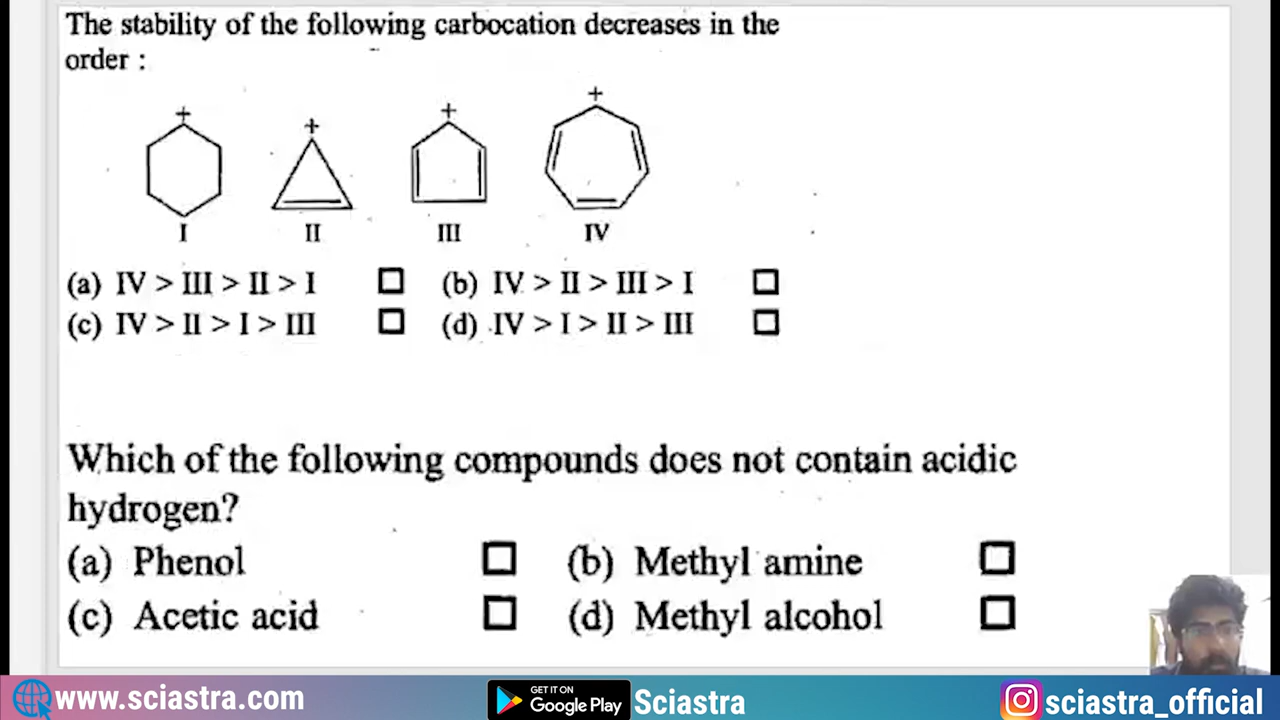 The stability of the following carbocation decreases in the
order :
+ + + +
I II III IV
(a) IV > III > II > I (b) IV > II > III > I
(c) IV > II > I > III (d) IV > I > II > III
Which of the following compounds does not contain acidic
hydrogen?
(a) Phenol (b) Methyl amine
(c) Acetic acid (d) Methyl alcohol
www.sciastra.com GET IT ON Google Play Sciastra sciastra_official